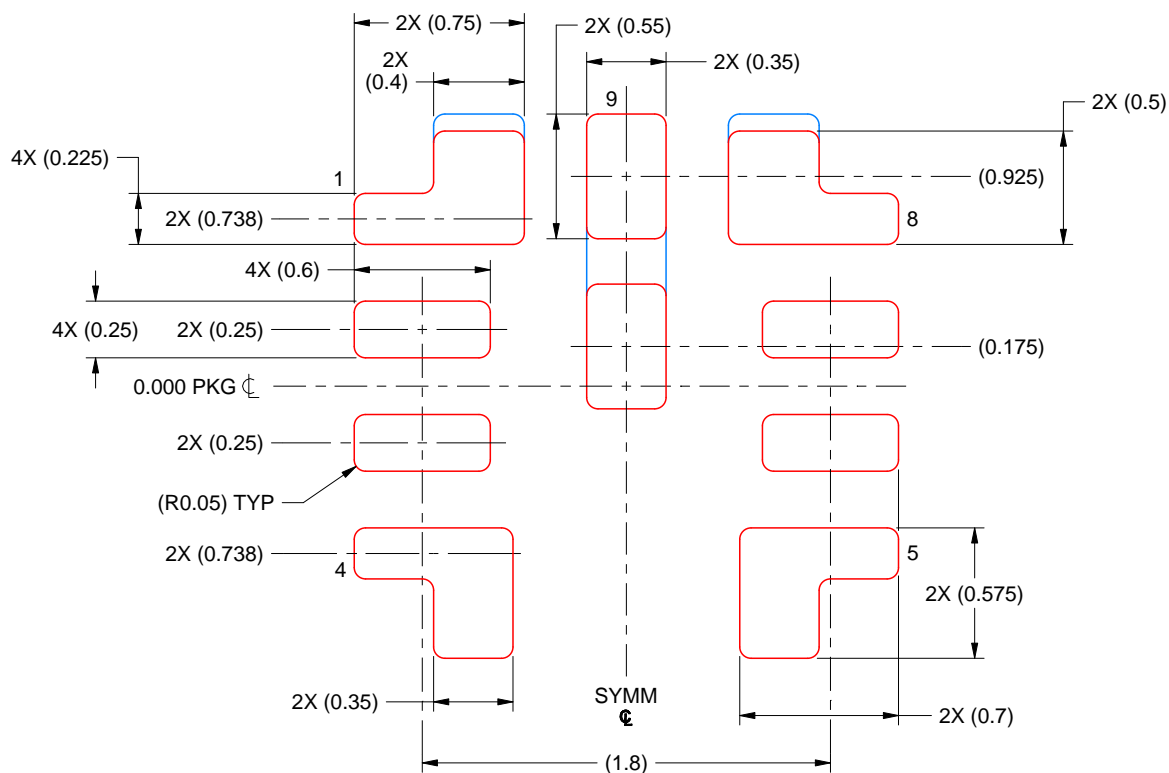 2X (0.75)
2X (0.55)
2X
(0.4)
2X (0.35)
9
2X (0.5)
4X (0.225)
1
(0.925)
2X (0.738)
8
4X (0.6)
4X (0.25)
2X (0.25)
(0.175)
0.000 PKG ℄
2X (0.25)
(R0.05) TYP
2X (0.738)
4
5
2X (0.575)
2X (0.35)
SYMM
℄
2X (0.7)
(1.8)